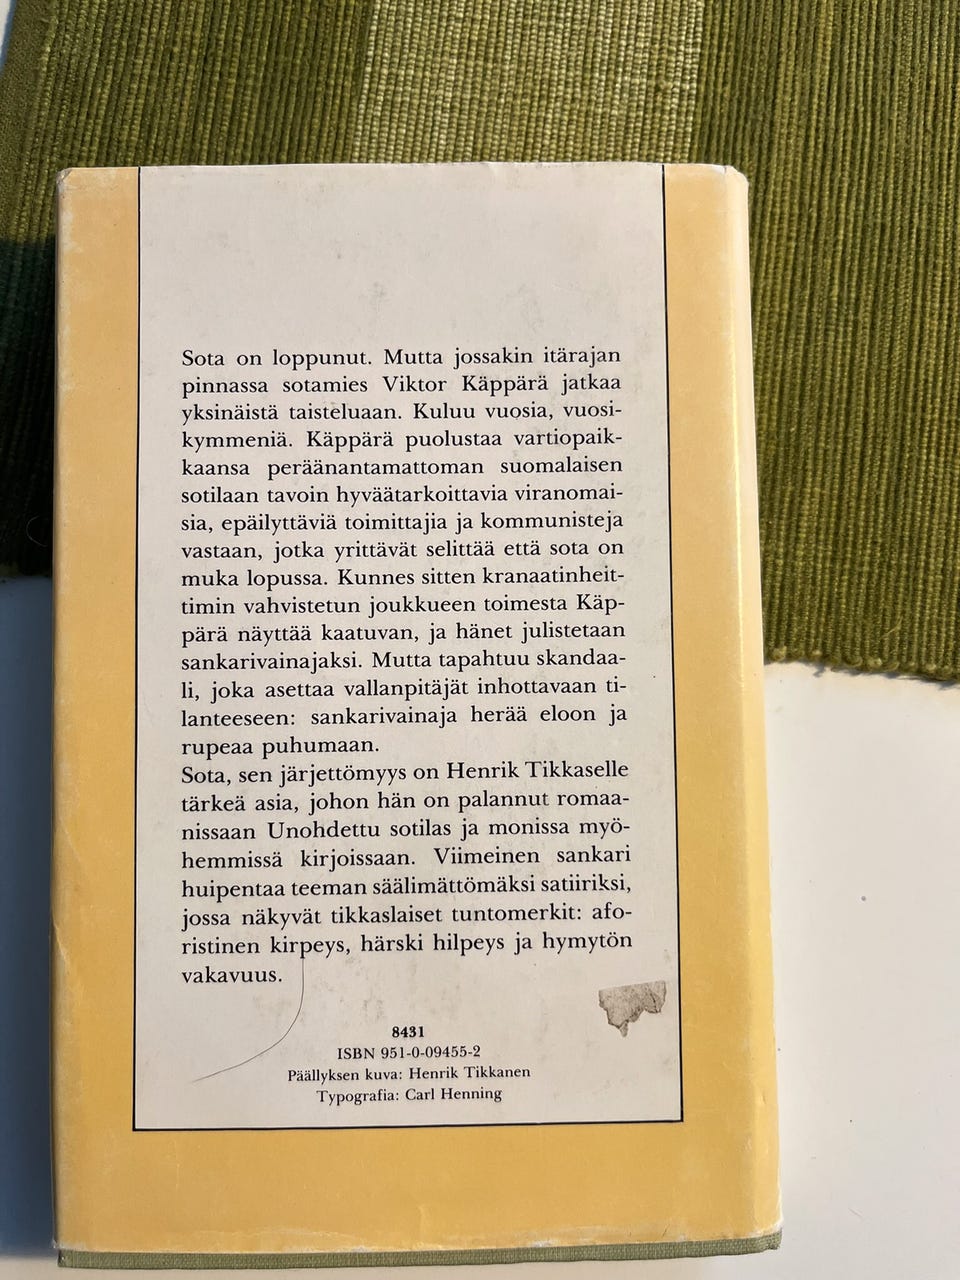 Sota on loppunut. Mutta jossakin itärajan
pinnassa sotamies Viktor Käppärä jatkaa
yksinäistä taisteluaan. Kuluu vuosia, vuosi-
kymmeniä. Käppärä puolustaa vartiopaik-
kaansa peräänantamattoman suomalaisen
sotilaan tavoin hyväätarkoittavia viranomai-
sia, epäilyttäviä toimittajia ja kommunisteja
vastaan, jotka yrittävät selittää että sota on
muka lopussa. Kunnes sitten kranaatinheit-
timin vahvistetun joukkueen toimesta Käp-
pärä näyttää kaatuvan, ja hänet julistetaan
sankarivainajaksi. Mutta tapahtuu skandaa-
li, joka asettaa vallanpitäjät inhottavaan ti-
lanteeseen: sankarivainaja herää eloon ja
rupeaa puhumaan.
Sota, sen järjettömyys on Henrik Tikkaselle
tärkeä asia, johon hän on palannut romaa-
nissaan Unohdettu sotilas ja monissa myö-
hemmissä kirjoissaan. Viimeinen sankari
huipentaa teeman säälimättömäksi satiiriksi,
jossa näkyvät tikkaslaiset tuntomerkit: afo-
ristinen kirpeys, härski hilpeys ja hymytön
vakavuus.
8431
ISBN 951-0-09455-2
Päällyksen kuva: Henrik Tikkanen
Typografia: Carl Henning